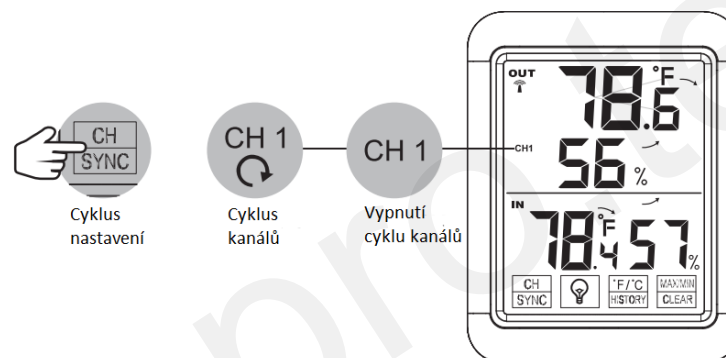 CH
SYNC
Cyklus
nastavení
CH 1
Cyklus
kanálů
CH 1
Vypnutí
cyklu kanálů
OUT
78.6 °F
CH1
56 %
IN
78.4 °F 57 %
CH
SYNC
°F/°C
HISTORY
MAX/MIN
CLEAR